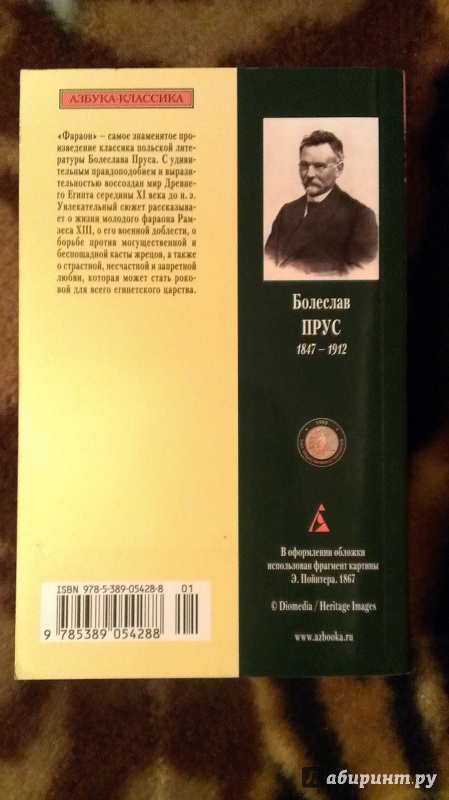 АЗБУКА-КЛАССИКА
«Фараон» – самое знаменитое про-
изведение классика польской лите-
ратуры Болеслава Пруса. С удиви-
тельным правдоподобием и вырази-
тельностью воссоздан мир Древне-
го Египта середины XI века до н. э.
Увлекательный сюжет рассказыва-
ет о жизни молодого фараона Рам-
зеса XIII, о его военной доблести, о
борьбе против могущественной и
беспощадной касты жрецов, а также
о страстной, несчастной и запретной
любви, которая может стать роко-
вой для всего египетского царства.
Болеслав
ПРУС
1847 – 1912
В оформлении обложки
использован фрагмент картины
Э. Пойнтера. 1867
© Diomedia / Heritage Images
www.azbooka.ru
ISBN 978-5-389-05428-8
01
9 785389 054288
Лабиринт.ру